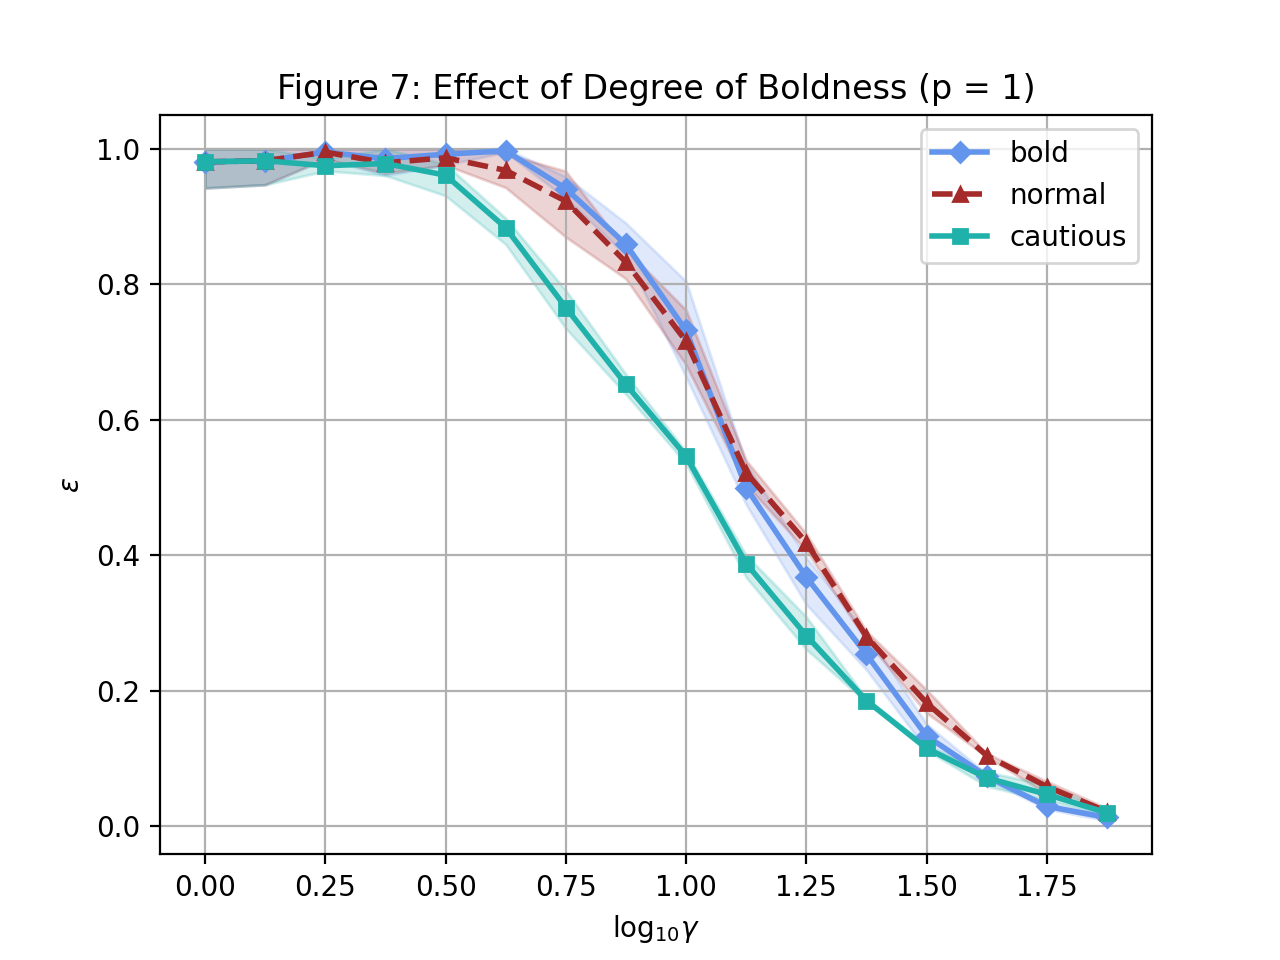 Figure 7: Effect of Degree of Boldness (p = 1)
bold
normal
cautious
1.0
0.8
0.6
0.4
0.2
0.0
ε
0.00 0.25 0.50 0.75 1.00 1.25 1.50 1.75
log₁₀γ